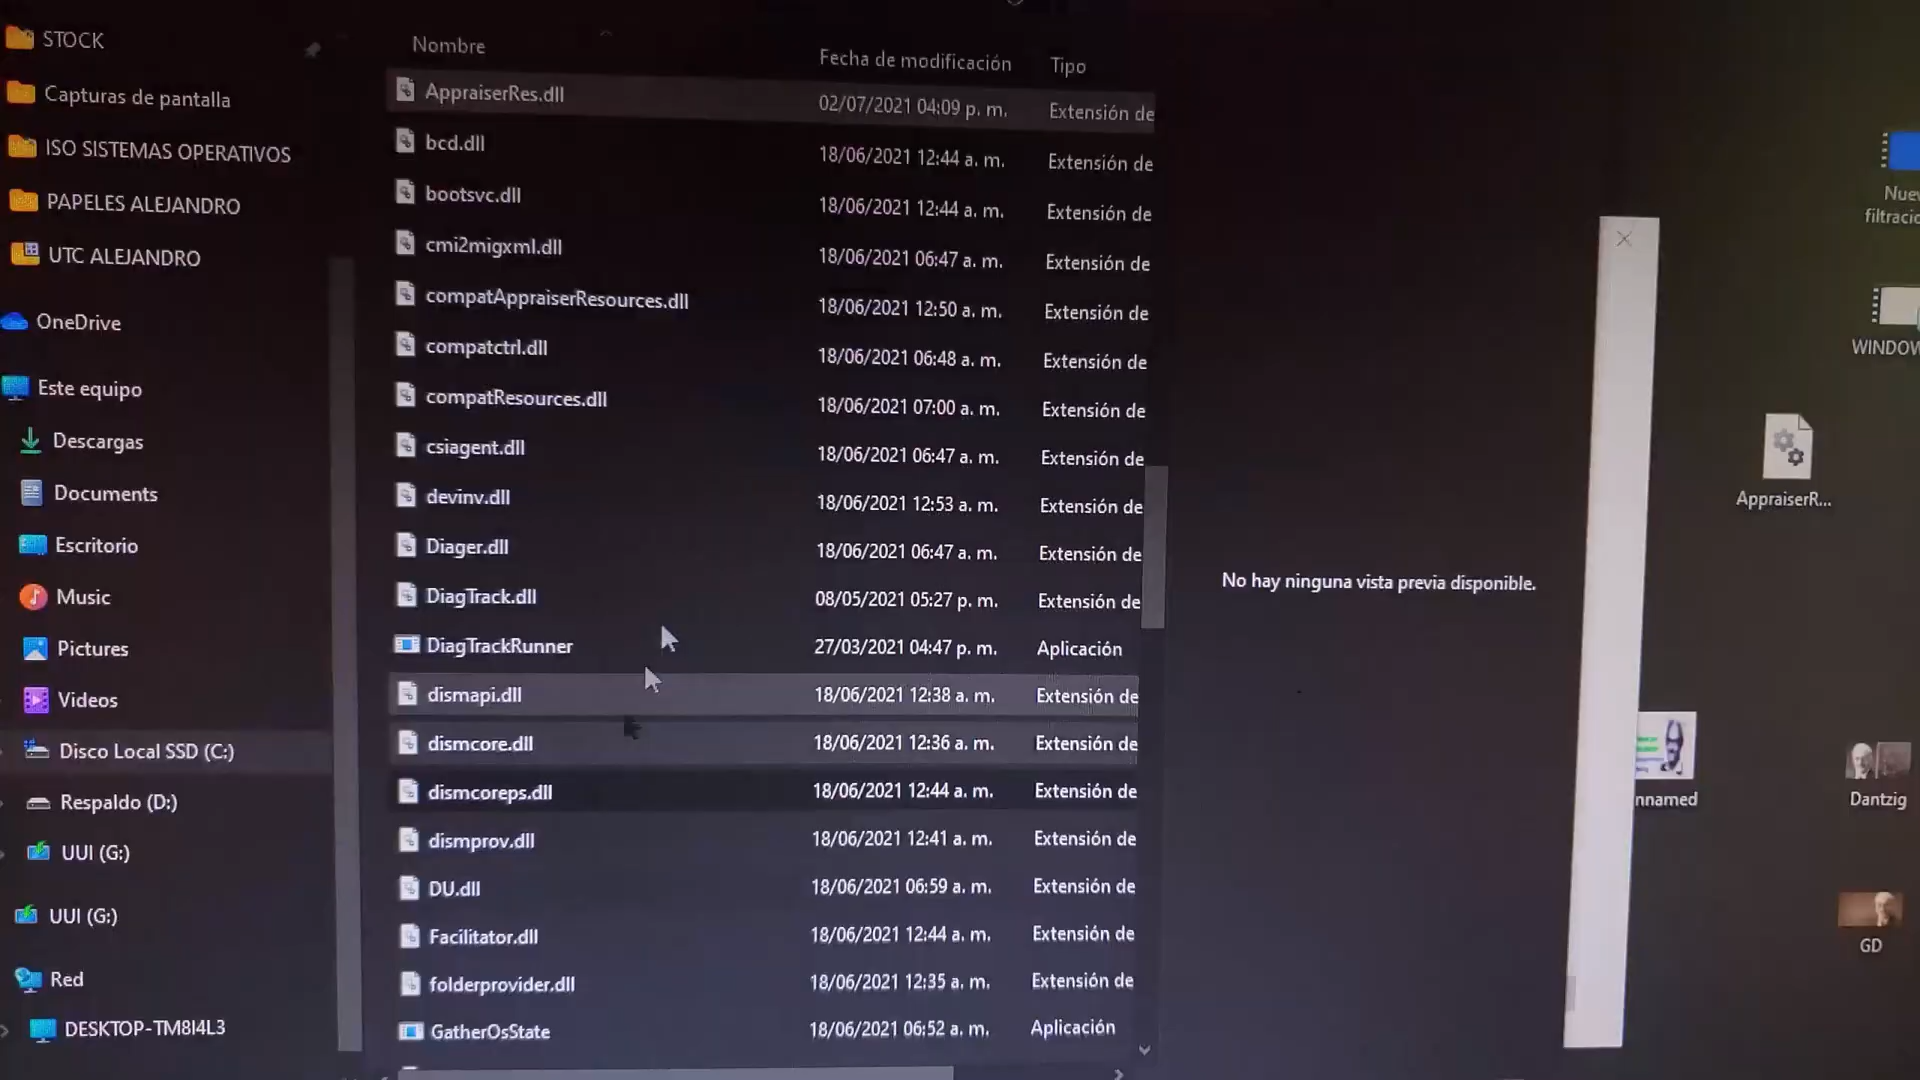 STOCK
Capturas de pantalla
ISO SISTEMAS OPERATIVOS
PAPELES ALEJANDRO
UTC ALEJANDRO
OneDrive
Este equipo
Descargas
Documents
Escritorio
Music
Pictures
Videos
Disco Local SSD (C:)
Respaldo (D:)
UUI (G:)
UUI (G:)
Red
DESKTOP-TM8I4L3
Nombre Fecha de modificación Tipo
AppraiserRes.dll 02/07/2021 04:09 p. m. Extensión de
bcd.dll 18/06/2021 12:44 a. m. Extensión de
bootsvc.dll 18/06/2021 12:44 a. m. Extensión de
cmi2migxml.dll 18/06/2021 06:47 a. m. Extensión de
compatAppraiserResources.dll 18/06/2021 12:50 a. m. Extensión de
compatctrl.dll 18/06/2021 06:48 a. m. Extensión de
compatResources.dll 18/06/2021 07:00 a. m. Extensión de
csiagent.dll 18/06/2021 06:47 a. m. Extensión de
devinv.dll 18/06/2021 12:53 a. m. Extensión de
Diager.dll 18/06/2021 06:47 a. m. Extensión de
DiagTrack.dll 08/05/2021 05:27 p. m. Extensión de
DiagTrackRunner 27/03/2021 04:47 p. m. Aplicación
dismapi.dll 18/06/2021 12:38 a. m. Extensión de
dismcore.dll 18/06/2021 12:36 a. m. Extensión de
dismcoreps.dll 18/06/2021 12:44 a. m. Extensión de
dismprov.dll 18/06/2021 12:41 a. m. Extensión de
DU.dll 18/06/2021 06:59 a. m. Extensión de
Facilitator.dll 18/06/2021 12:44 a. m. Extensión de
folderprovider.dll 18/06/2021 12:35 a. m. Extensión de
GatherOsState 18/06/2021 06:52 a. m. Aplicación
No hay ninguna vista previa disponible.
Nuev
filtracio
WINDOW
AppraiserR...
nnamed
Dantzig
GD